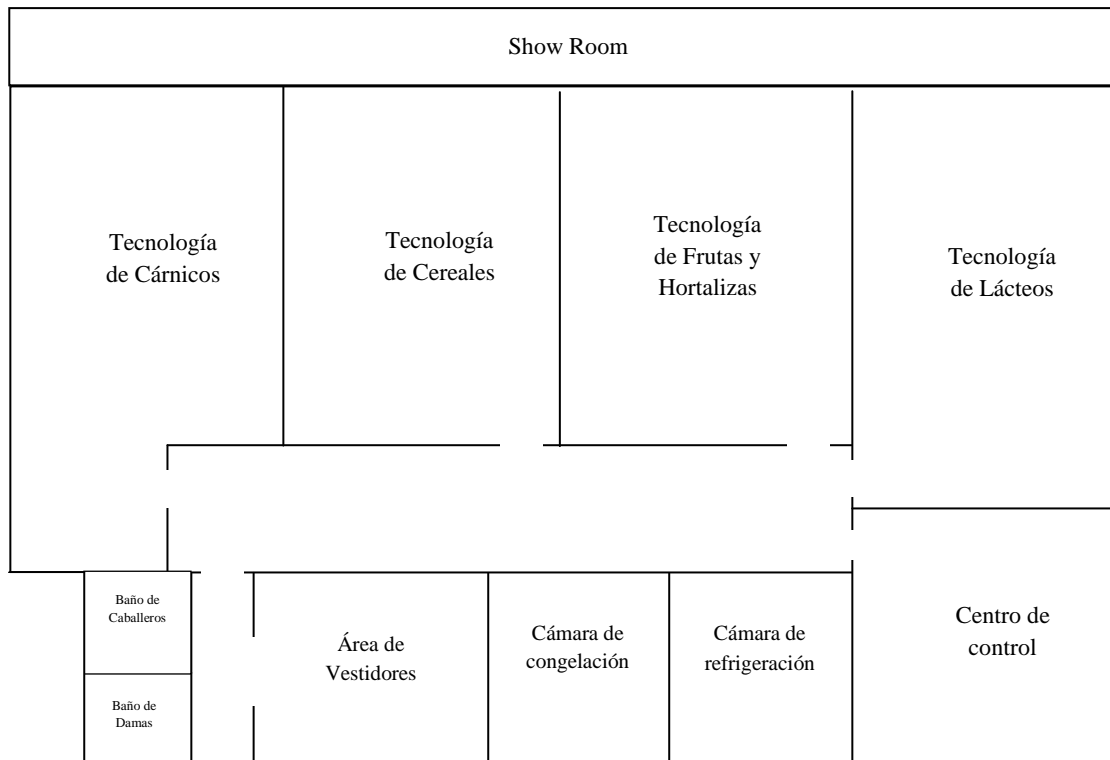 Show Room
Tecnología
de Cárnicos
Tecnología
de Cereales
Tecnología
de Frutas y
Hortalizas
Tecnología
de Lácteos
Baño de
Caballeros
Baño de
Damas
Área de
Vestidores
Cámara de
congelación
Cámara de
refrigeración
Centro de
control